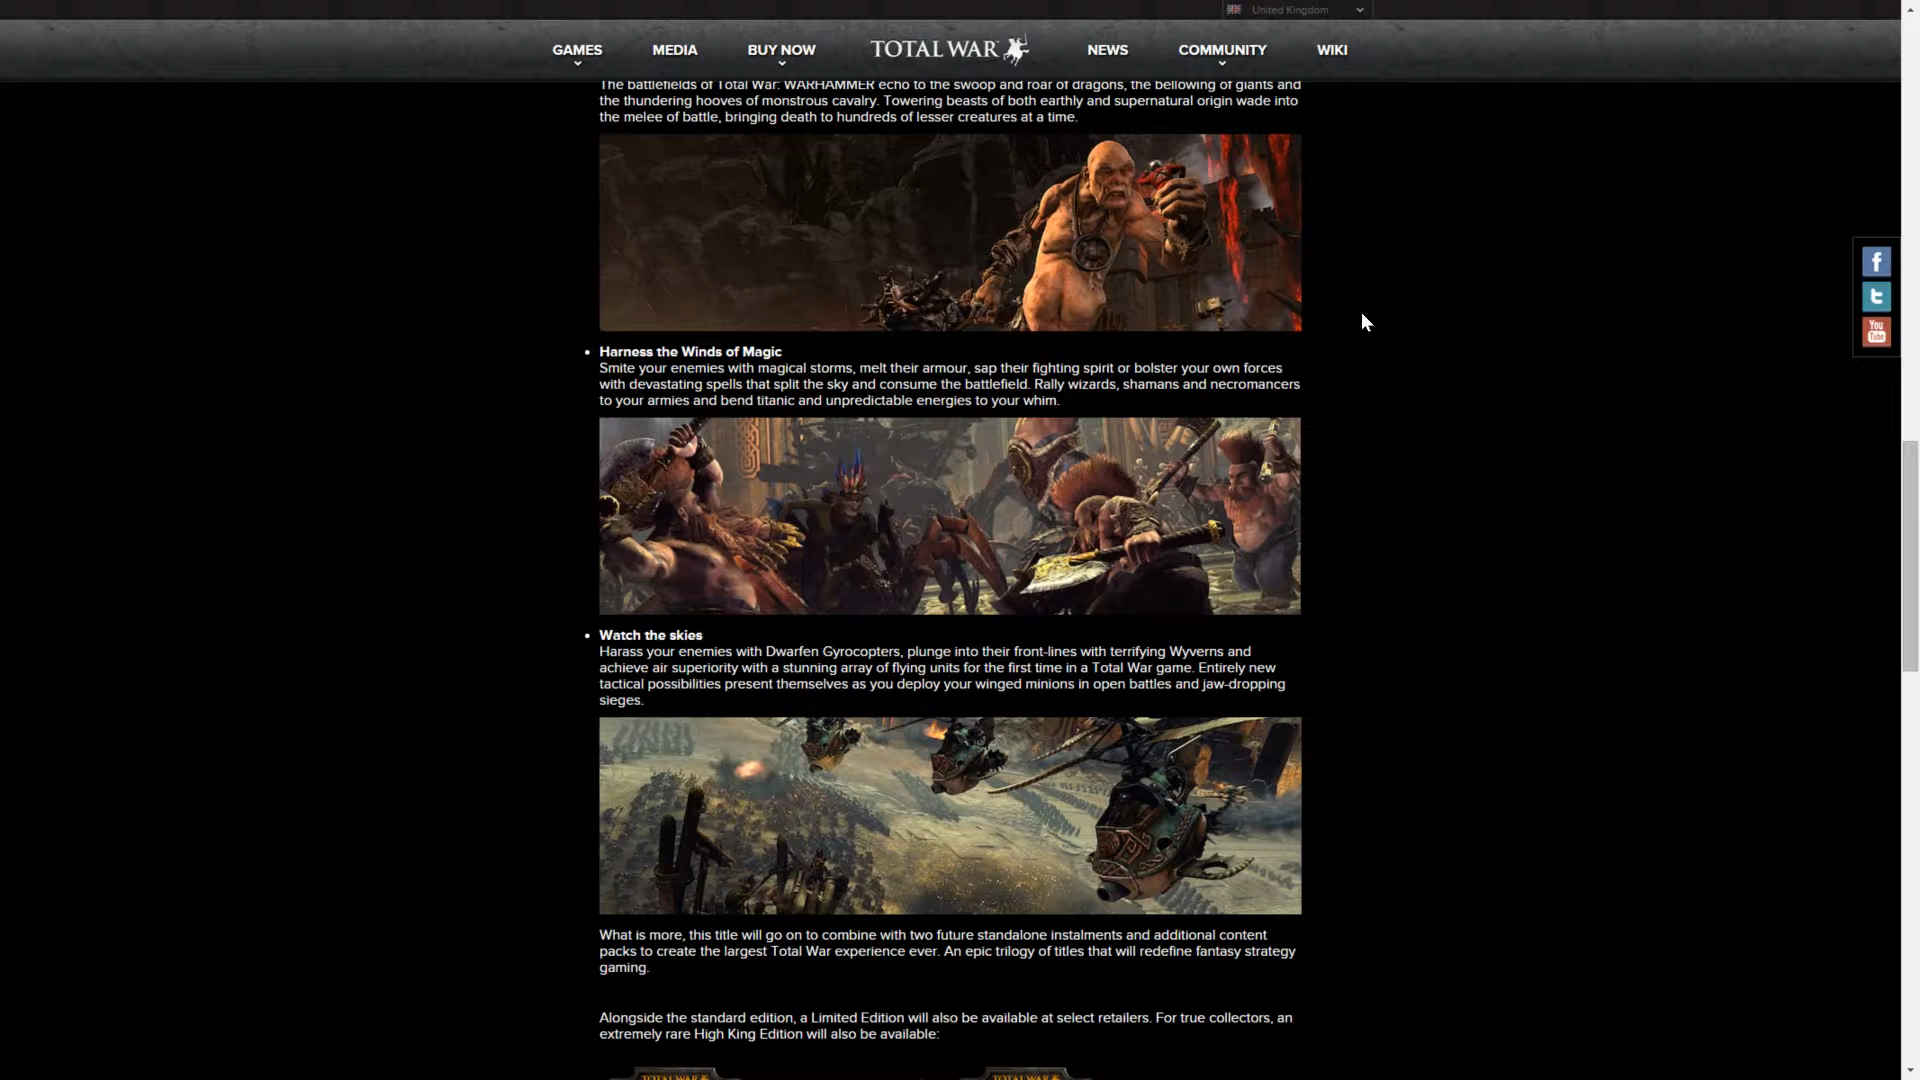 United Kingdom
GAMES MEDIA BUY NOW TOTAL WAR NEWS COMMUNITY WIKI
The battlefields of Total War: WARHAMMER echo to the swoop and roar of dragons, the bellowing of giants and
the thundering hooves of monstrous cavalry. Towering beasts of both earthly and supernatural origin wade into
the melee of battle, bringing death to hundreds of lesser creatures at a time.
f
t
You Tube
• Harness the Winds of Magic
Smite your enemies with magical storms, melt their armour, sap their fighting spirit or bolster your own forces
with devastating spells that split the sky and consume the battlefield. Rally wizards, shamans and necromancers
to your armies and bend titanic and unpredictable energies to your whim.
• Watch the skies
Harass your enemies with Dwarfen Gyrocopters, plunge into their front-lines with terrifying Wyverns and
achieve air superiority with a stunning array of flying units for the first time in a Total War game. Entirely new
tactical possibilities present themselves as you deploy your winged minions in open battles and jaw-dropping
sieges.
What is more, this title will go on to combine with two future standalone instalments and additional content
packs to create the largest Total War experience ever. An epic trilogy of titles that will redefine fantasy strategy
gaming.
Alongside the standard edition, a Limited Edition will also be available at select retailers. For true collectors, an
extremely rare High King Edition will also be available:
TOTAL WAR TOTAL WAR